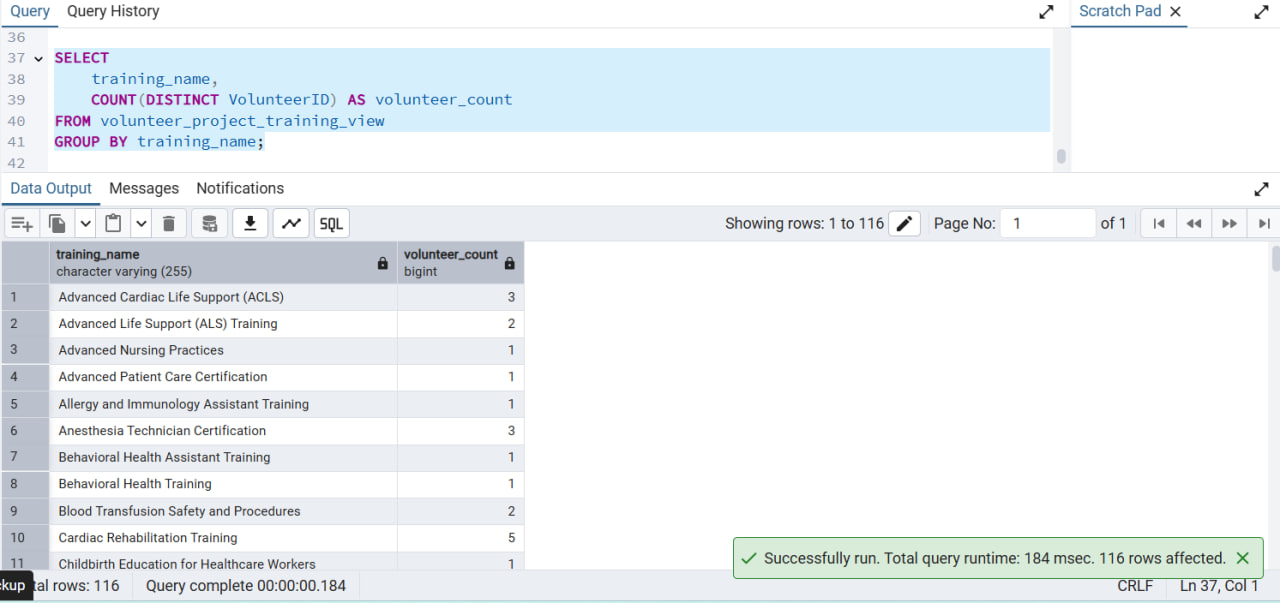 Query Query History Scratch Pad
36
37 SELECT
38 training_name,
39 COUNT(DISTINCT VolunteerID) AS volunteer_count
40 FROM volunteer_project_training_view
41 GROUP BY training_name;
42
Data Output Messages Notifications
SQL Showing rows: 1 to 116 Page No: 1 of 1
training_name volunteer_count
character varying (255) bigint
1 Advanced Cardiac Life Support (ACLS) 3
2 Advanced Life Support (ALS) Training 2
3 Advanced Nursing Practices 1
4 Advanced Patient Care Certification 1
5 Allergy and Immunology Assistant Training 1
6 Anesthesia Technician Certification 3
7 Behavioral Health Assistant Training 1
8 Behavioral Health Training 1
9 Blood Transfusion Safety and Procedures 2
10 Cardiac Rehabilitation Training 5
11 Childbirth Education for Healthcare Workers 1
Successfully run. Total query runtime: 184 msec. 116 rows affected.
ckup tal rows: 116 Query complete 00:00:00.184 CRLF Ln 37, Col 1